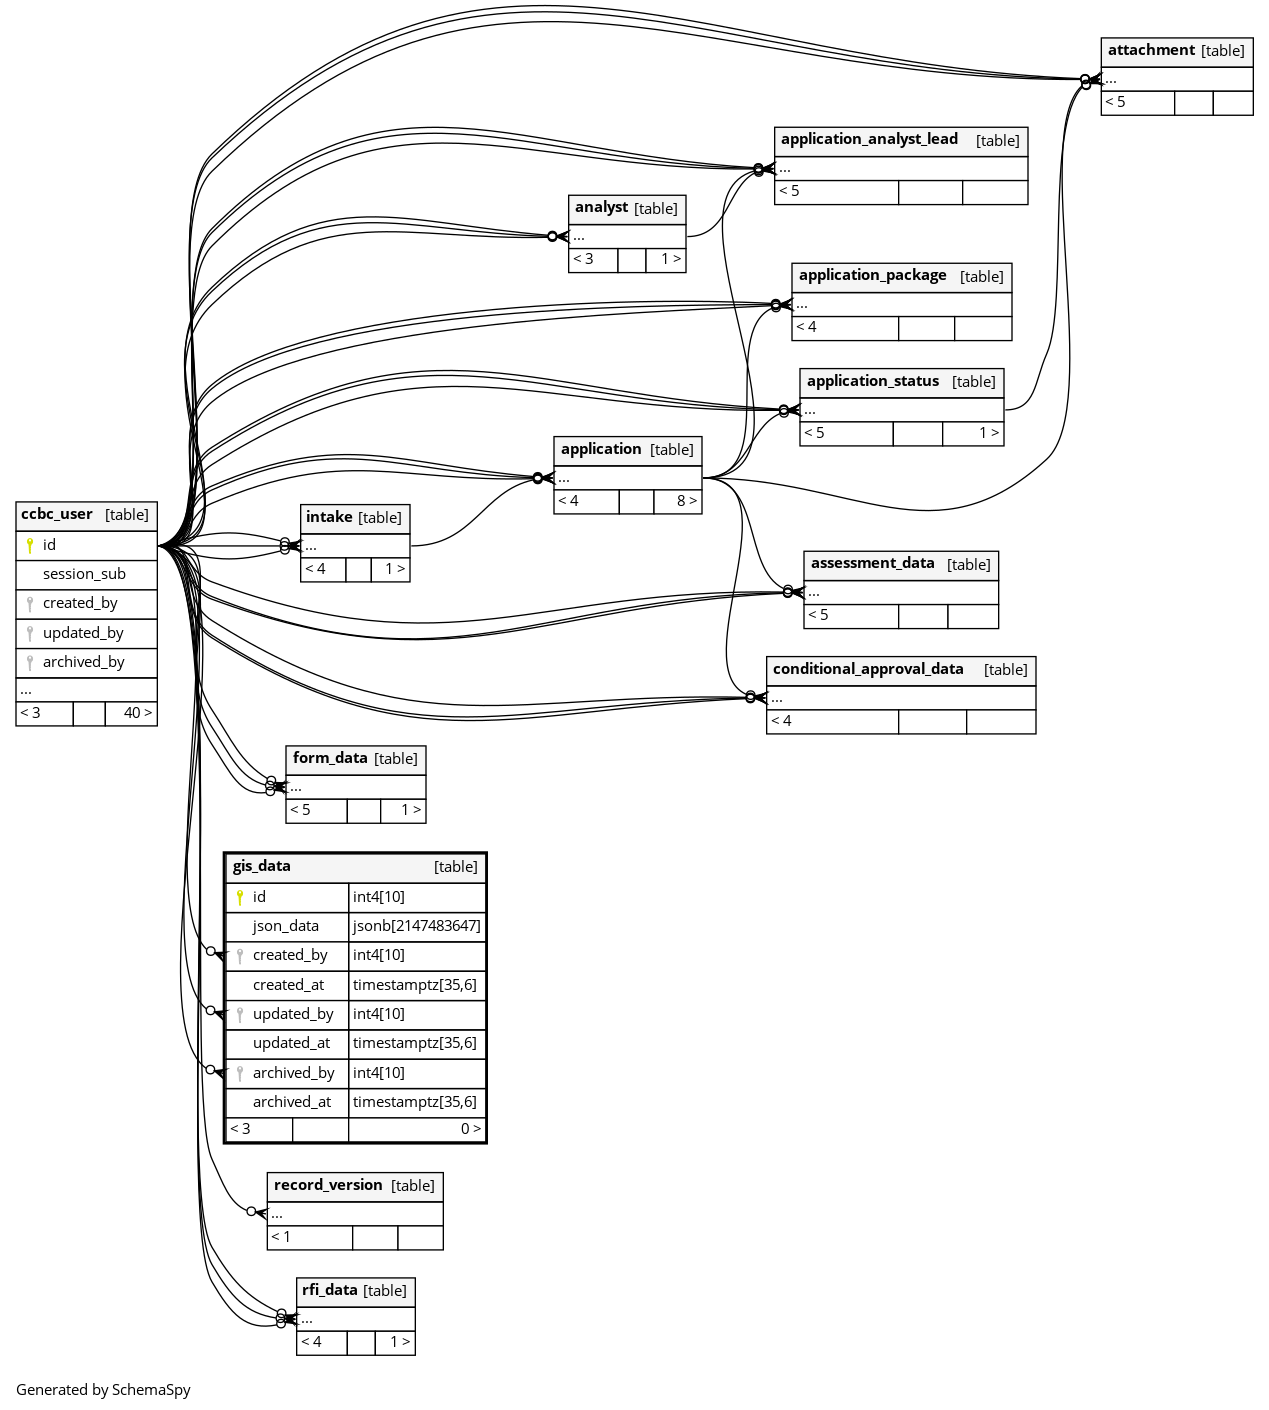 attachment [table]
...
< 5
application_analyst_lead [table]
...
< 5
analyst [table]
...
< 3 1 >
application_package [table]
...
< 4
application_status [table]
...
< 5 1 >
application [table]
...
< 4 8 >
ccbc_user [table]
id
session_sub
created_by
updated_by
archived_by
...
< 3 40 >
intake [table]
...
< 4 1 >
assessment_data [table]
...
< 5
conditional_approval_data [table]
...
< 4
form_data [table]
...
< 5 1 >
gis_data [table]
id int4[10]
json_data jsonb[2147483647]
created_by int4[10]
created_at timestamptz[35,6]
updated_by int4[10]
updated_at timestamptz[35,6]
archived_by int4[10]
archived_at timestamptz[35,6]
< 3 0 >
record_version [table]
...
< 1
rfi_data [table]
...
< 4 1 >
Generated by SchemaSpy